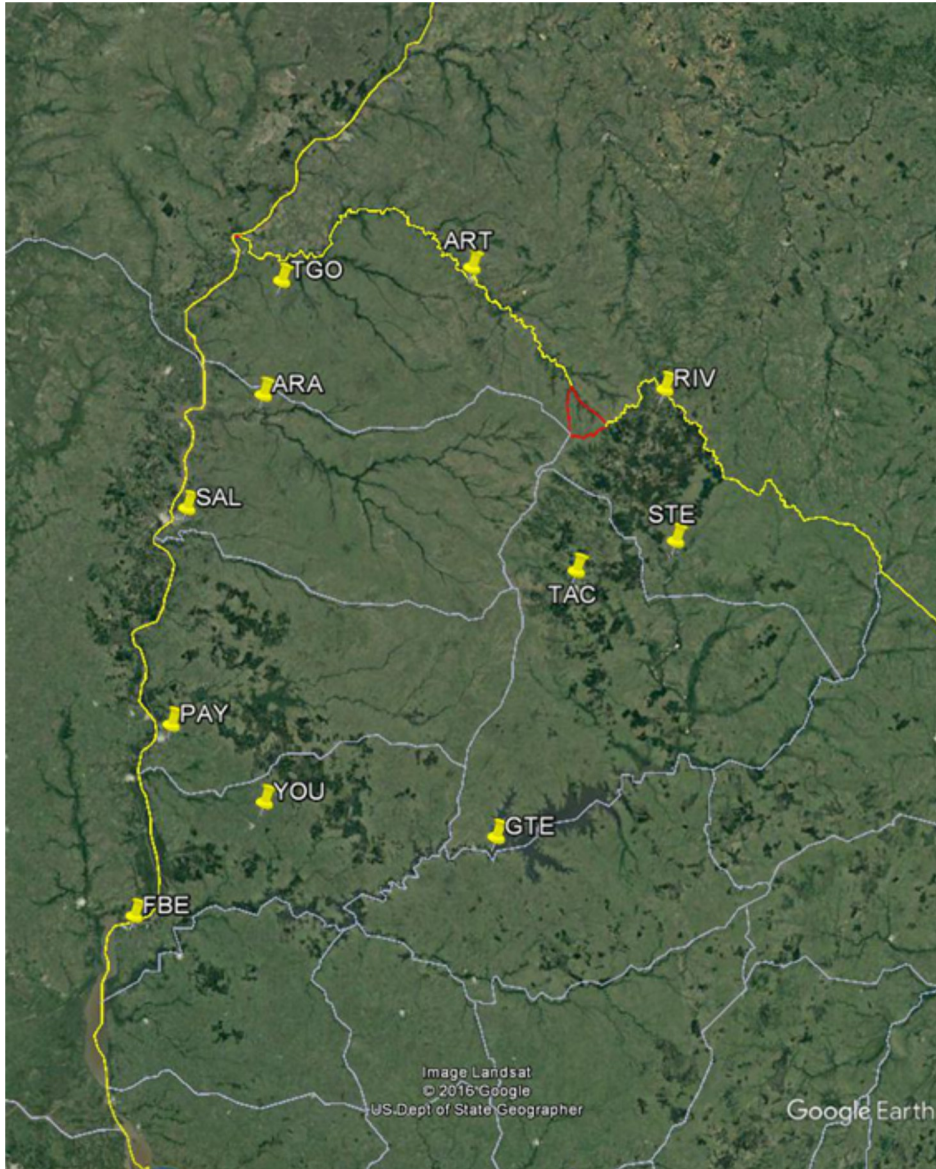 ART
TGO
RIV
ARA
SAL
STE
TAC
PAY
YOU
GTE
FBE
Image Landsat
© 2016 Google
US Dept of State Geographer
Google Earth